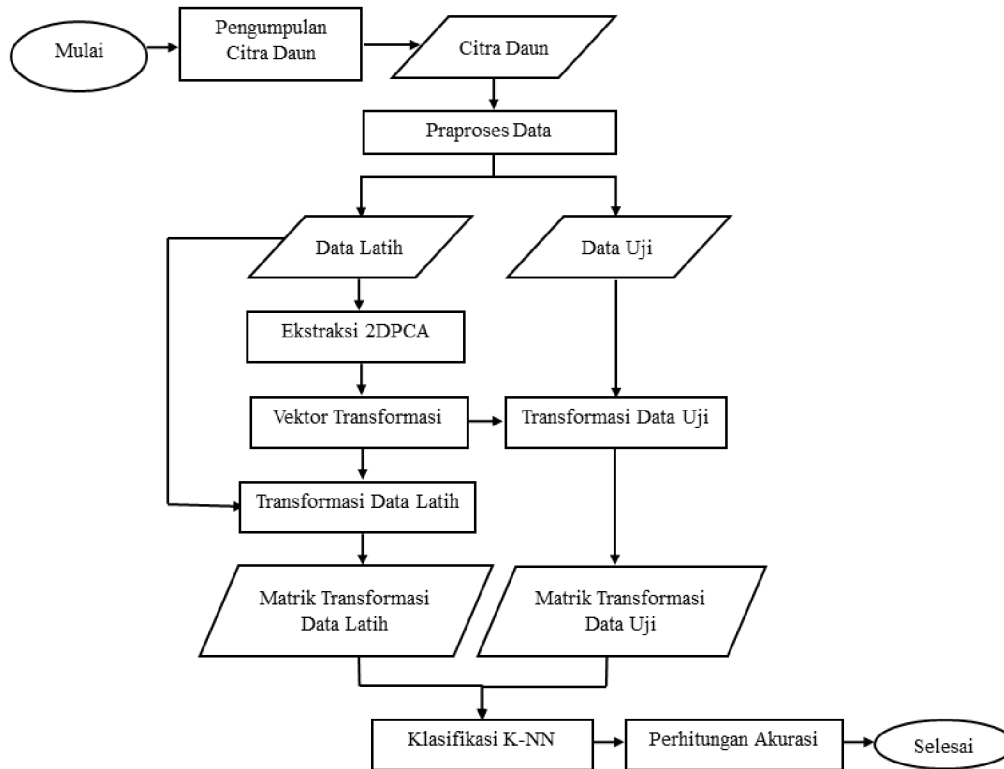 Mulai
Pengumpulan
Citra Daun
Citra Daun
Praproses Data
Data Latih
Data Uji
Ekstraksi 2DPCA
Vektor Transformasi
Transformasi Data Uji
Transformasi Data Latih
Matrik Transformasi
Data Latih
Matrik Transformasi
Data Uji
Klasifikasi K-NN
Perhitungan Akurasi
Selesai